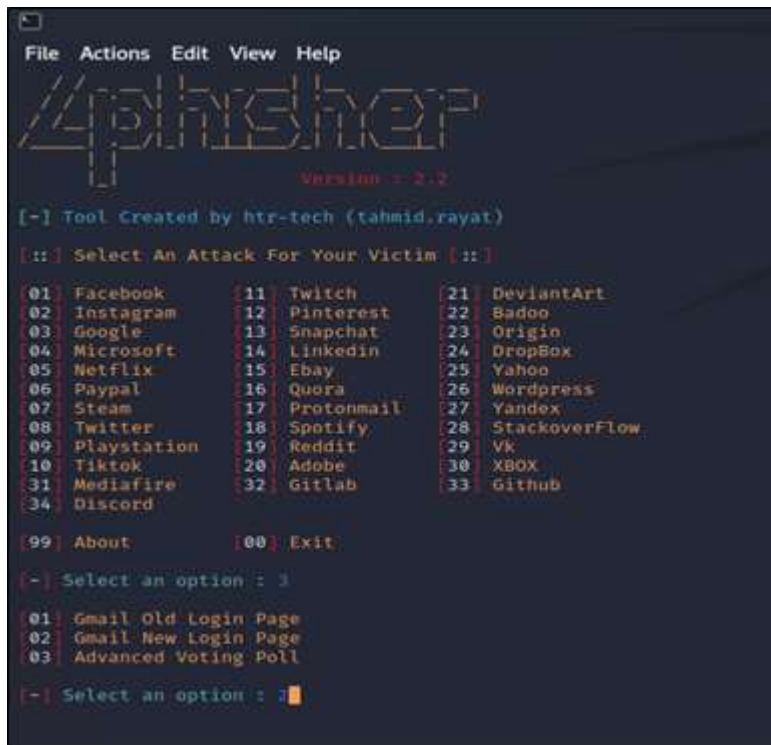 File Actions Edit View Help
Zphisher
Version : 2.2
[-] Tool Created by htr-tech (tahmid.rayat)
[::] Select An Attack For Your Victim [::]
[01] Facebook [11] Twitch [21] DeviantArt
[02] Instagram [12] Pinterest [22] Badoo
[03] Google [13] Snapchat [23] Origin
[04] Microsoft [14] Linkedin [24] DropBox
[05] Netflix [15] Ebay [25] Yahoo
[06] Paypal [16] Quora [26] Wordpress
[07] Steam [17] Protonmail [27] Yandex
[08] Twitter [18] Spotify [28] StackoverFlow
[09] Playstation [19] Reddit [29] Vk
[10] Tiktok [20] Adobe [30] XBOX
[31] Mediafire [32] Gitlab [33] Github
[34] Discord
[99] About [00] Exit
[-] Select an option : 3
[01] Gmail Old Login Page
[02] Gmail New Login Page
[03] Advanced Voting Poll
[-] Select an option : 2